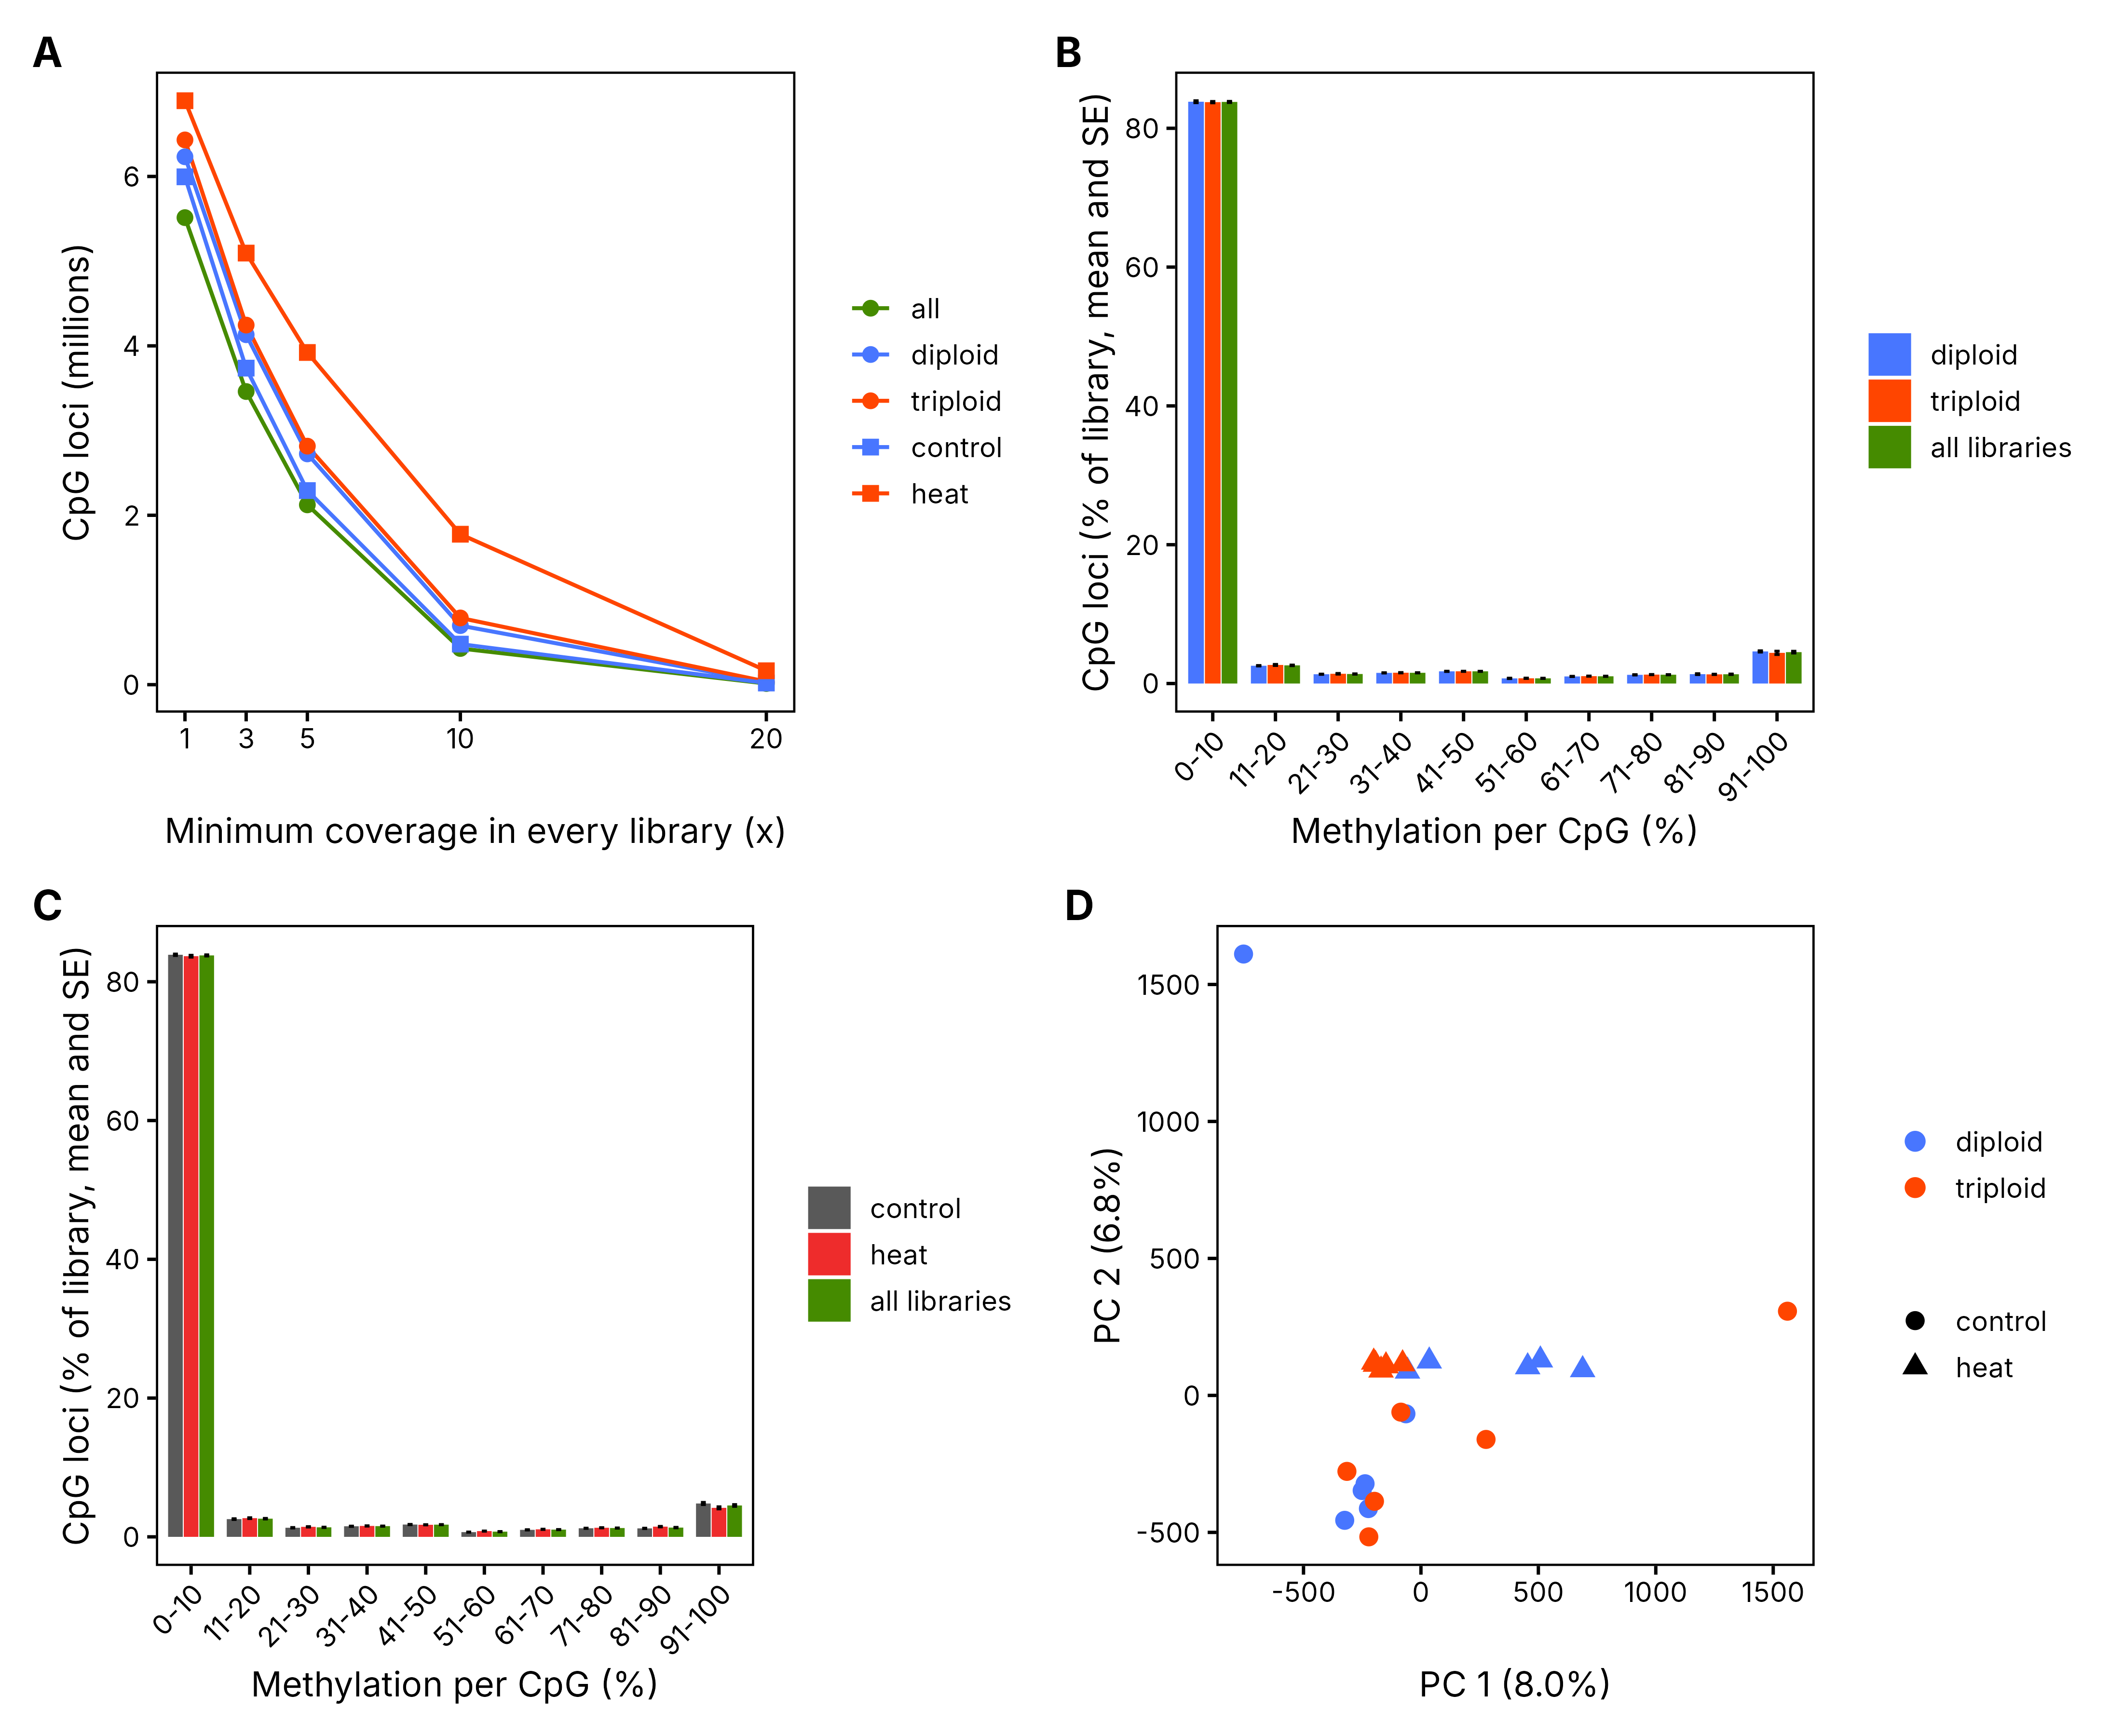 A
CpG loci (millions)
6
4
2
0
1 3 5 10 20
Minimum coverage in every library (x)
all
diploid
triploid
control
heat
B
CpG loci (% of library, mean and SE)
80
60
40
20
0
0-10 11-20 21-30 31-40 41-50 51-60 61-70 71-80 81-90 91-100
Methylation per CpG (%)
diploid
triploid
all libraries
C
CpG loci (% of library, mean and SE)
80
60
40
20
0
0-10 11-20 21-30 31-40 41-50 51-60 61-70 71-80 81-90 91-100
Methylation per CpG (%)
control
heat
all libraries
D
PC 2 (6.8%)
1500
1000
500
0
-500
-500 0 500 1000 1500
PC 1 (8.0%)
diploid
triploid
control
heat